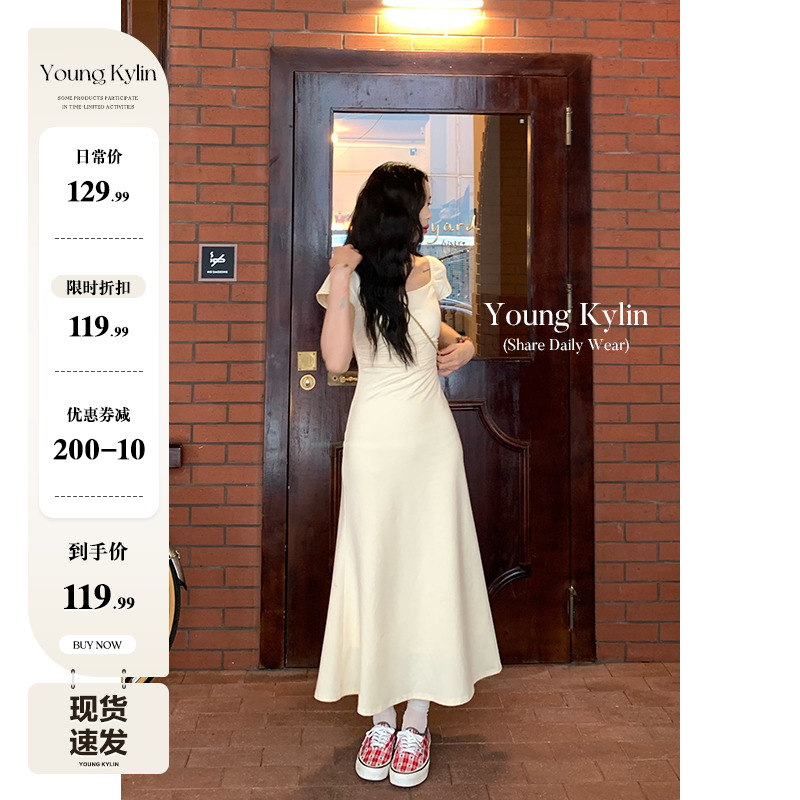 Young Kylin
SOME PRODUCTS PARTICIPATE
IN TIME-LIMITED ACTIVITIES
日常价
129.99
限时折扣
119.99
优惠券减
200-10
到手价
119.99
BUY NOW
现货
速发
YOUNG KYLIN
yard
Young Kylin
(Share Daily Wear)